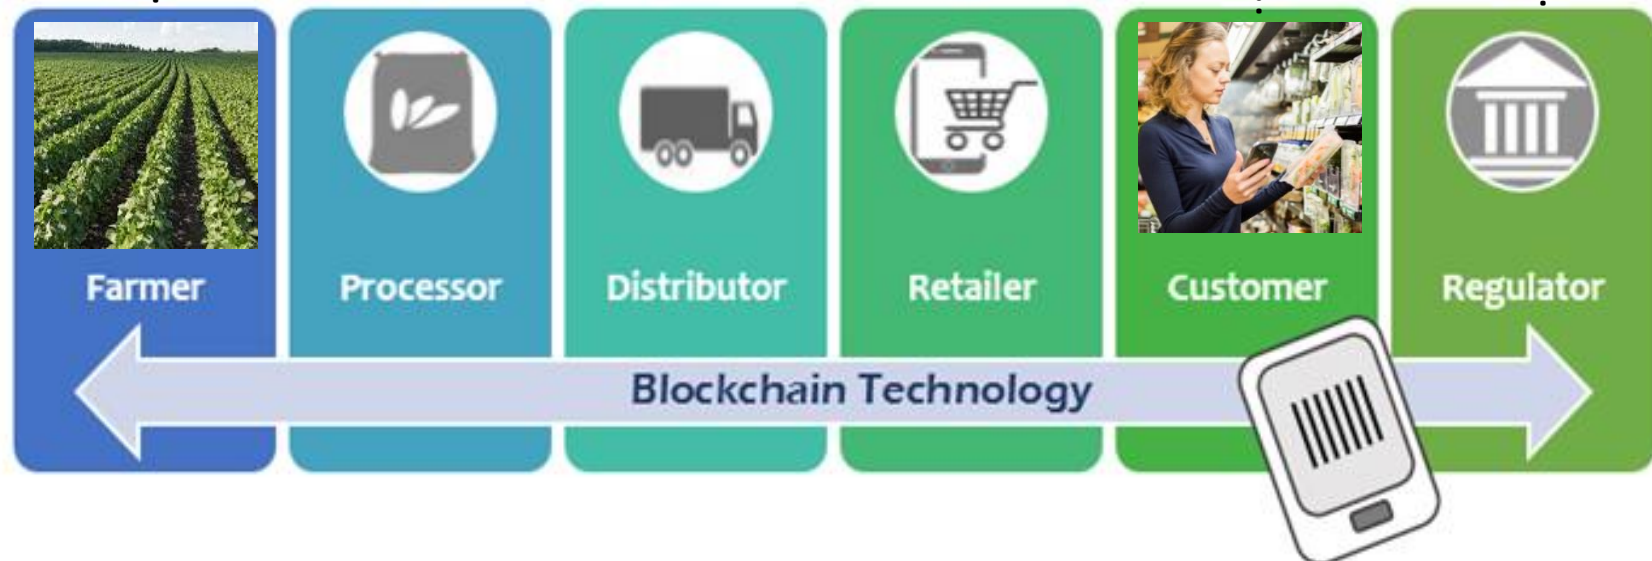 Farmer
Processor
Distributor
Retailer
Customer
Regulator
Blockchain Technology